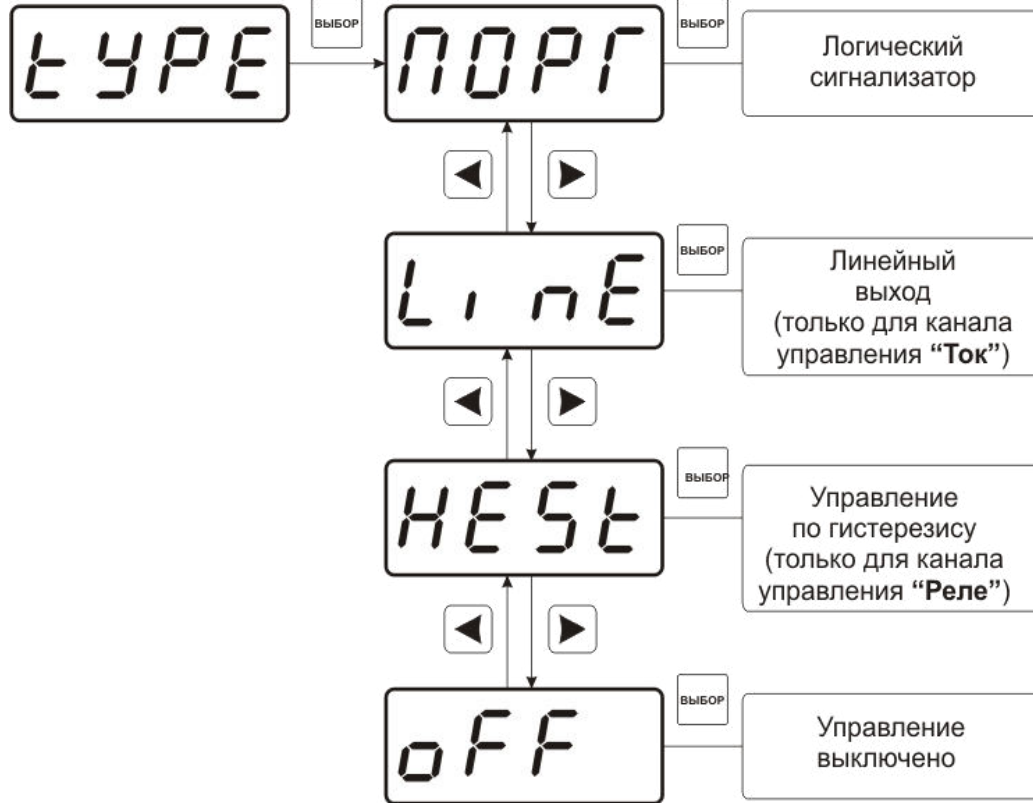 tYPE
ВЫБОР
ПОРГ
ВЫБОР
Логический
сигнализатор
LinE
ВЫБОР
Линейный
выход
(только для канала
управления “Ток”)
HESt
ВЫБОР
Управление
по гистерезису
(только для канала
управления “Реле”)
oFF
ВЫБОР
Управление
выключено